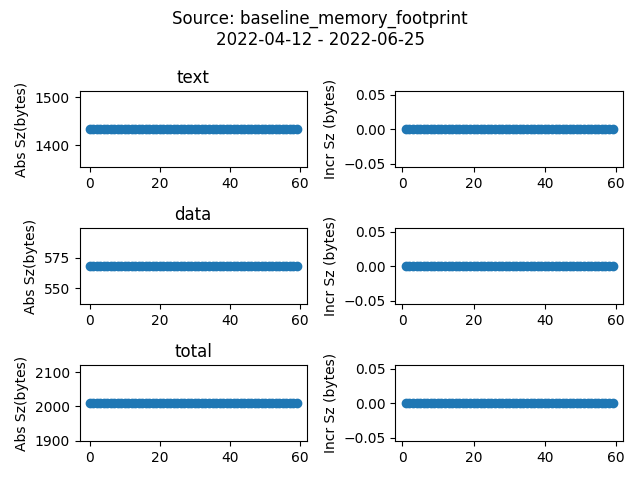 Source: baseline_memory_footprint
2022-04-12 - 2022-06-25
text
Abs Sz(bytes)
1500
1400
0 20 40 60
Incr Sz (bytes)
0.05
0.00
−0.05
0 20 40 60
data
Abs Sz(bytes)
575
550
0 20 40 60
Incr Sz (bytes)
0.05
0.00
−0.05
0 20 40 60
total
Abs Sz(bytes)
2100
2000
1900
0 20 40 60
Incr Sz (bytes)
0.05
0.00
−0.05
0 20 40 60